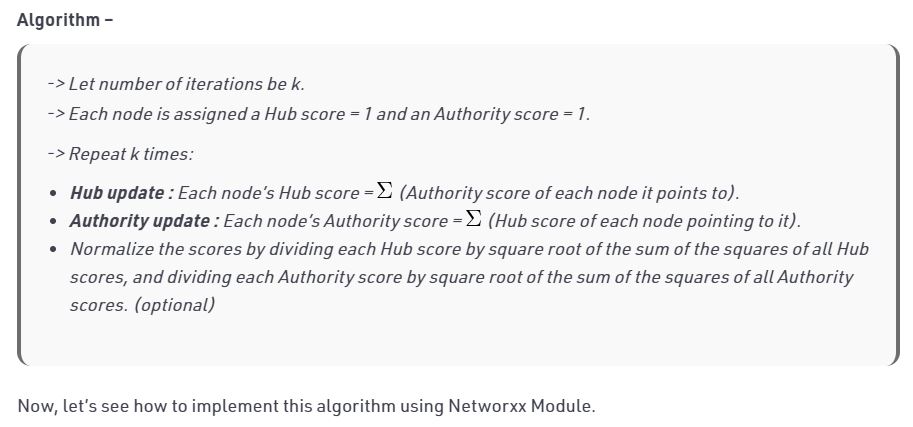 Algorithm –
-> Let number of iterations be k.
-> Each node is assigned a Hub score = 1 and an Authority score = 1.
-> Repeat k times:
• Hub update : Each node's Hub score = Σ (Authority score of each node it points to).
• Authority update : Each node's Authority score = Σ (Hub score of each node pointing to it).
• Normalize the scores by dividing each Hub score by square root of the sum of the squares of all Hub
scores, and dividing each Authority score by square root of the sum of the squares of all Authority
scores. (optional)
Now, let's see how to implement this algorithm using Networxx Module.